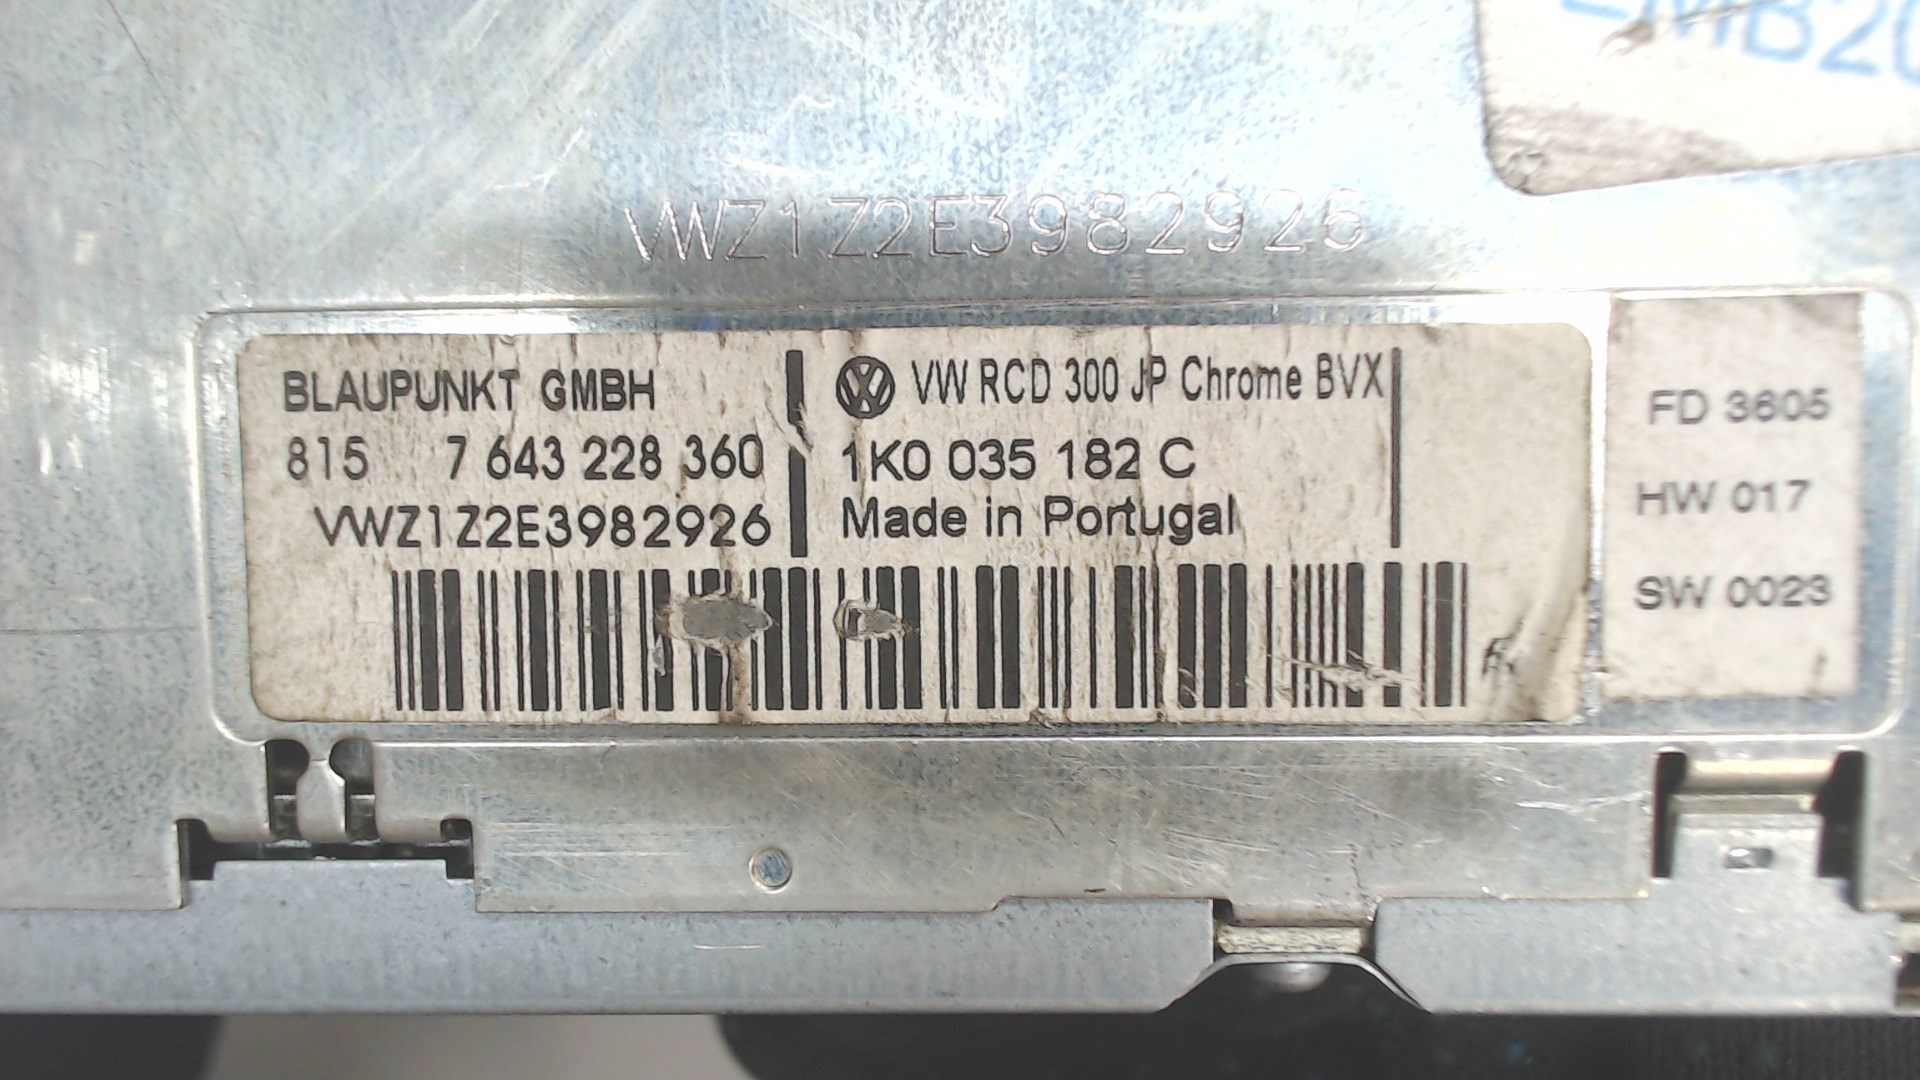 VWZ1Z2E3982926
BLAUPUNKT GMBH
815 7 643 228 360
VWZ1Z2E3982926
VW RCD 300 JP Chrome BVX
1K0 035 182 C
Made in Portugal
FD 3605
HW 017
SW 0023